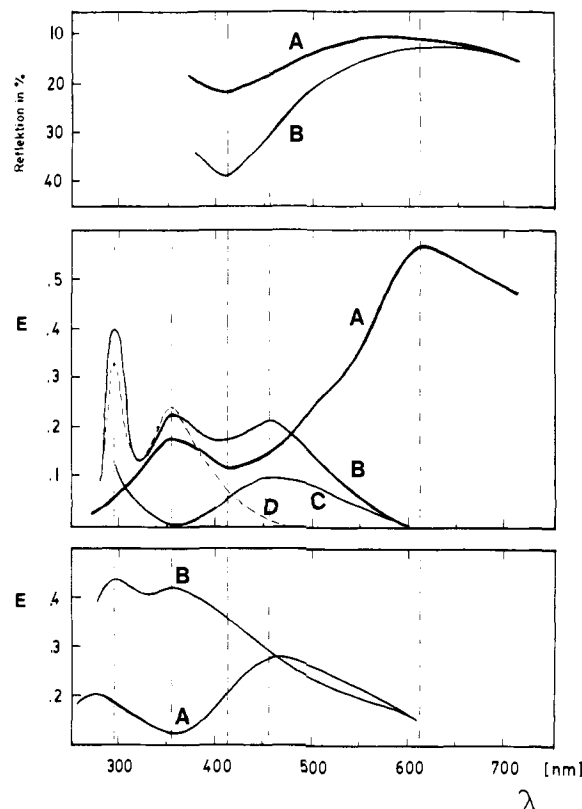 Reflektion in %
10
20
30
40
A
B
E
.5
.4
.3
.2
.1
A
B
C
D
E
.4
.3
.2
B
A
300 400 500 600 700 [nm]
λ